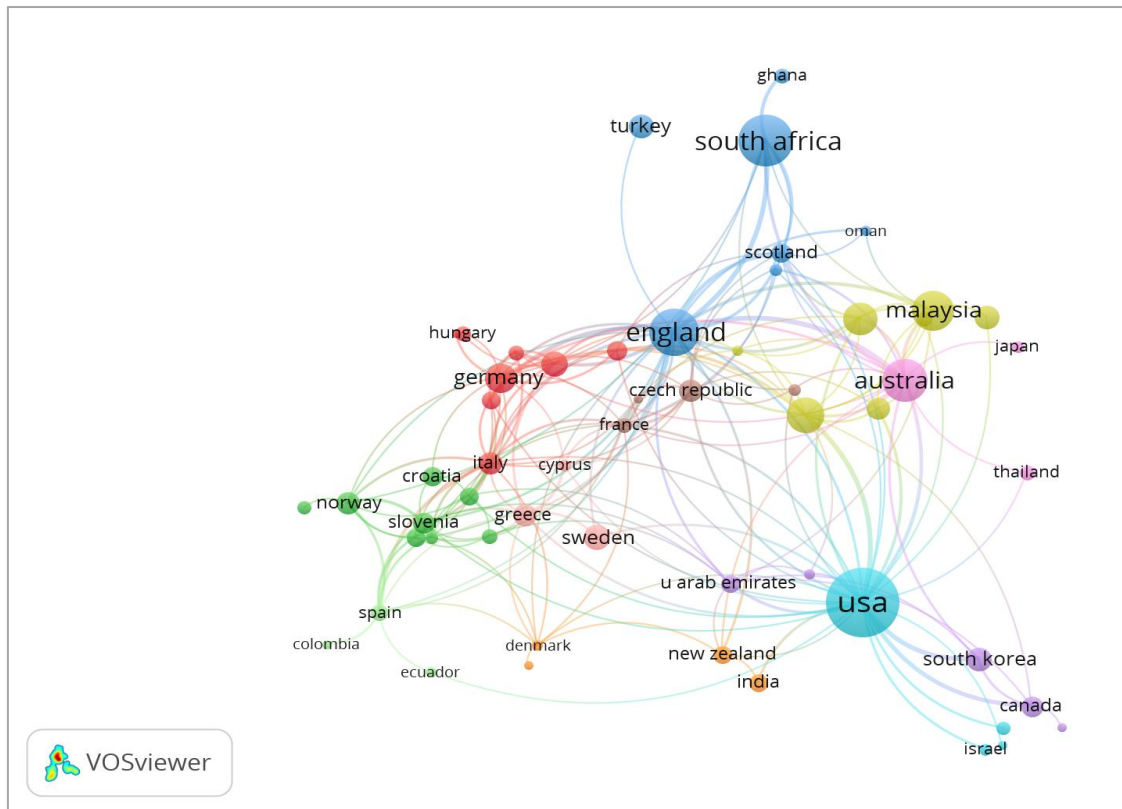 ghana
turkey
south africa
oman
scotland
malaysia
england
hungary
japan
germany
australia
czech republic
france
italy
cyprus
thailand
croatia
norway
slovenia
greece
sweden
u arab emirates
usa
spain
colombia
denmark
new zealand
south korea
ecuador
india
canada
israel
VOSviewer